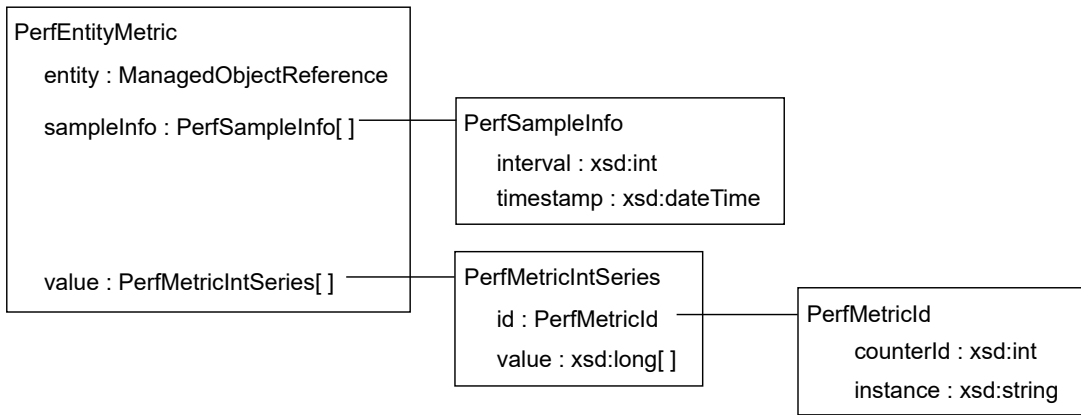 PerfEntityMetric
entity : ManagedObjectReference
sampleInfo : PerfSampleInfo[ ]
PerfSampleInfo
interval : xsd:int
timestamp : xsd:dateTime
value : PerfMetricIntSeries[ ]
PerfMetricIntSeries
id : PerfMetricId
value : xsd:long[ ]
PerfMetricId
counterId : xsd:int
instance : xsd:string